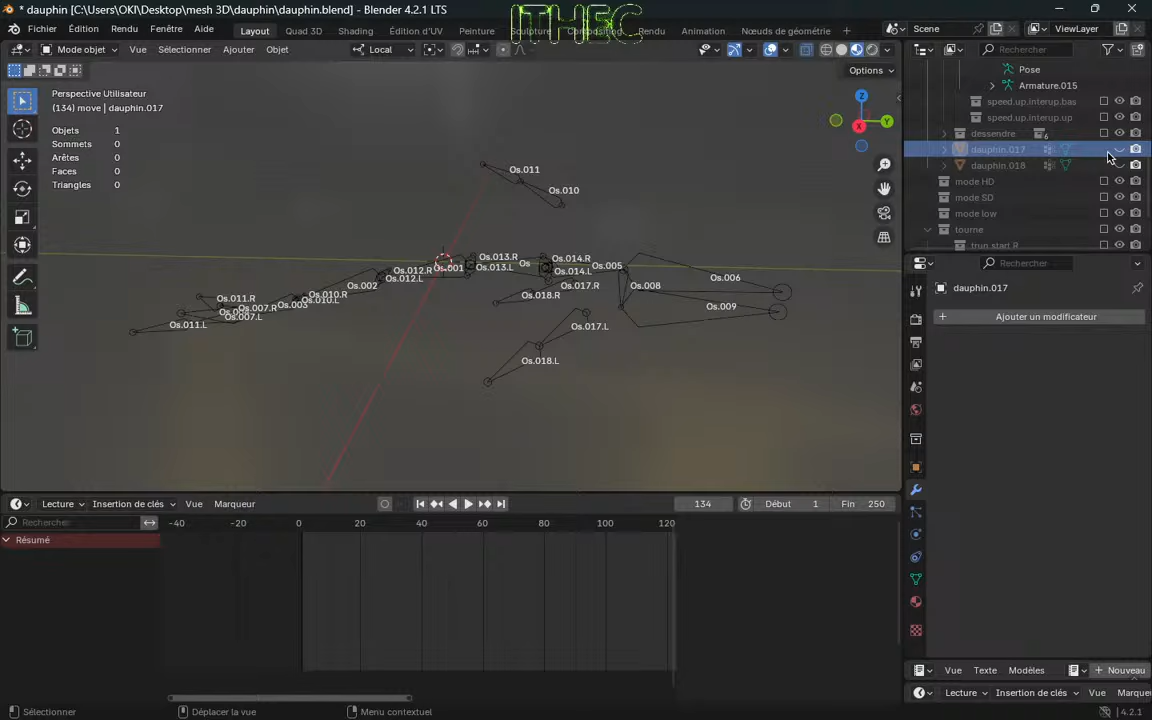 * dauphin [C:\Users\OKI\Desktop\mesh 3D\dauphin\dauphin.blend] - Blender 4.2.1 LTS
ITHEC
Fichier Édition Rendu Fenêtre Aide Layout Quad 3D Shading Édition d'UV Peinture Sculpture Compositing Rendu Animation Nœuds de géométrie + Scene ViewLayer
Mode objet Vue Sélectionner Ajouter Objet Local Rechercher
Options
Perspective Utilisateur
(134) move | dauphin.017
Objets 1
Sommets 0
Arêtes 0
Faces 0
Triangles 0
Z
Y
X
Os.011
Os.010
Os.012.R
Os.001
Os.013.R
Os.013.L
Os
Os.014.R
Os.014.L
Os.005
Os.012.L
Os.002
Os.017.R
Os.018.R
Os.008
Os.006
Os.009
Os.011.R
Os.010.R
Os.010.L
Os.003
Os.007.R
Os.007.L
Os.011.L
Os.017.L
Os.018.L
Pose
Armature.015
speed.up.interup.bas
speed.up.interup.up
dessendre. 6
dauphin.017
dauphin.018
mode HD
mode SD
mode low
tourne
trun start R
Rechercher
dauphin.017
+ Ajouter un modificateur
Lecture Insertion de clés Vue Marqueur 134 Début 1 Fin 250
Rechercher
-40 -20 0 20 40 60 80 100 120
Résumé
Vue Texte Modèles + Nouveau
Lecture Insertion de clés Vue Marque
Sélectionner Déplacer la vue Menu contextuel 4.2.1